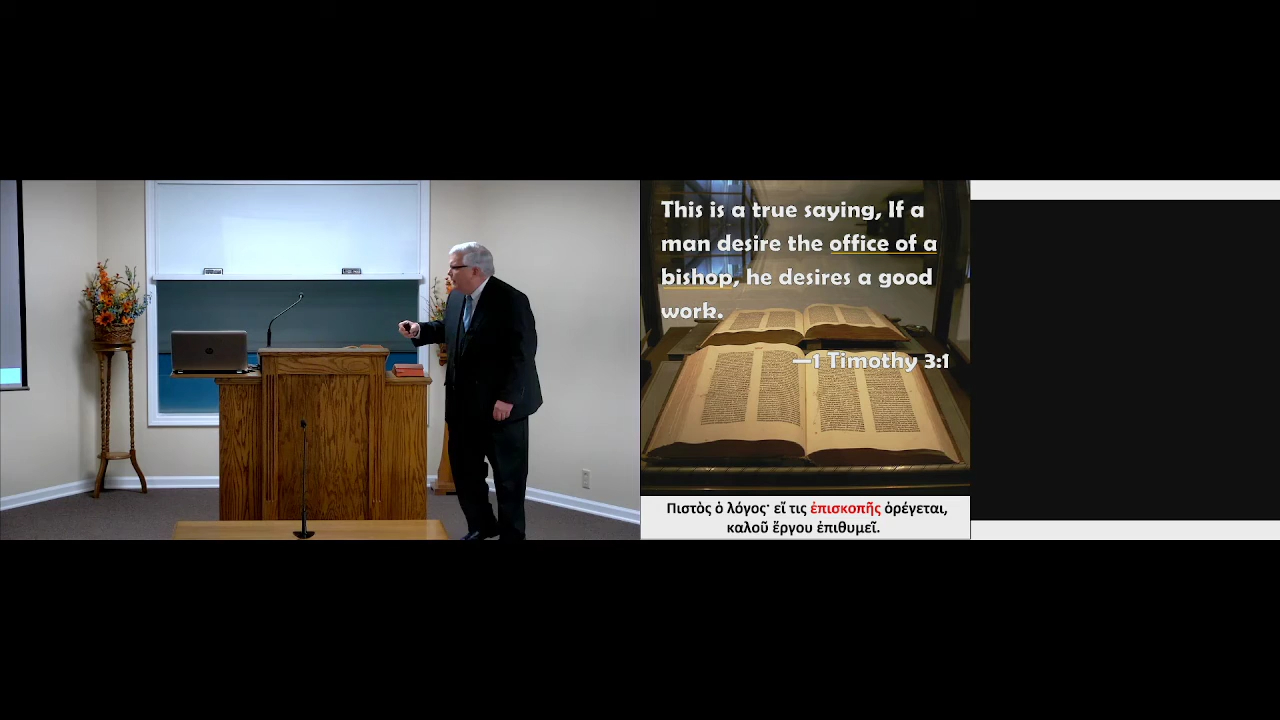 This is a true saying, If a
man desire the office of a
bishop, he desires a good
work.
—1 Timothy 3:1
Πιστὸς ὁ λόγος· εἴ τις ἐπισκοπῆς ὀρέγεται,
καλοῦ ἔργου ἐπιθυμεῖ.